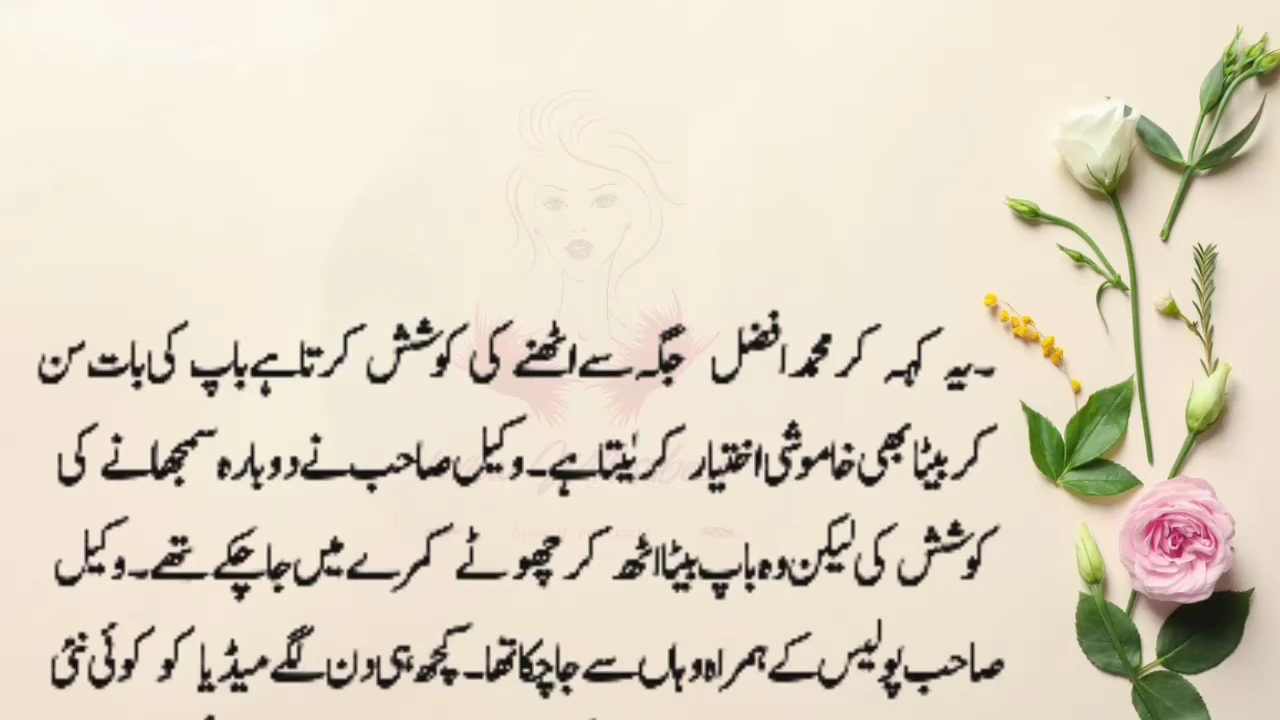 ۔یہ کہہ کر محمد افضل جگہ سے اٹھنے کی کوشش کرتا ہے باپ کی بات سن
کر بیٹا بھی خاموشی اختیار کر لیتا ہے۔ وکیل صاحب نے دوبارہ سمجھانے کی
کوشش کی لیکن وہ باپ بیٹا اٹھ کر چھوٹے کمرے میں جا چکے تھے۔ وکیل
صاحب پولیس کے ہمراہ وہاں سے جا چکا تھا۔ کچھ ہی دن لگے میڈیا کو کوئی نئی